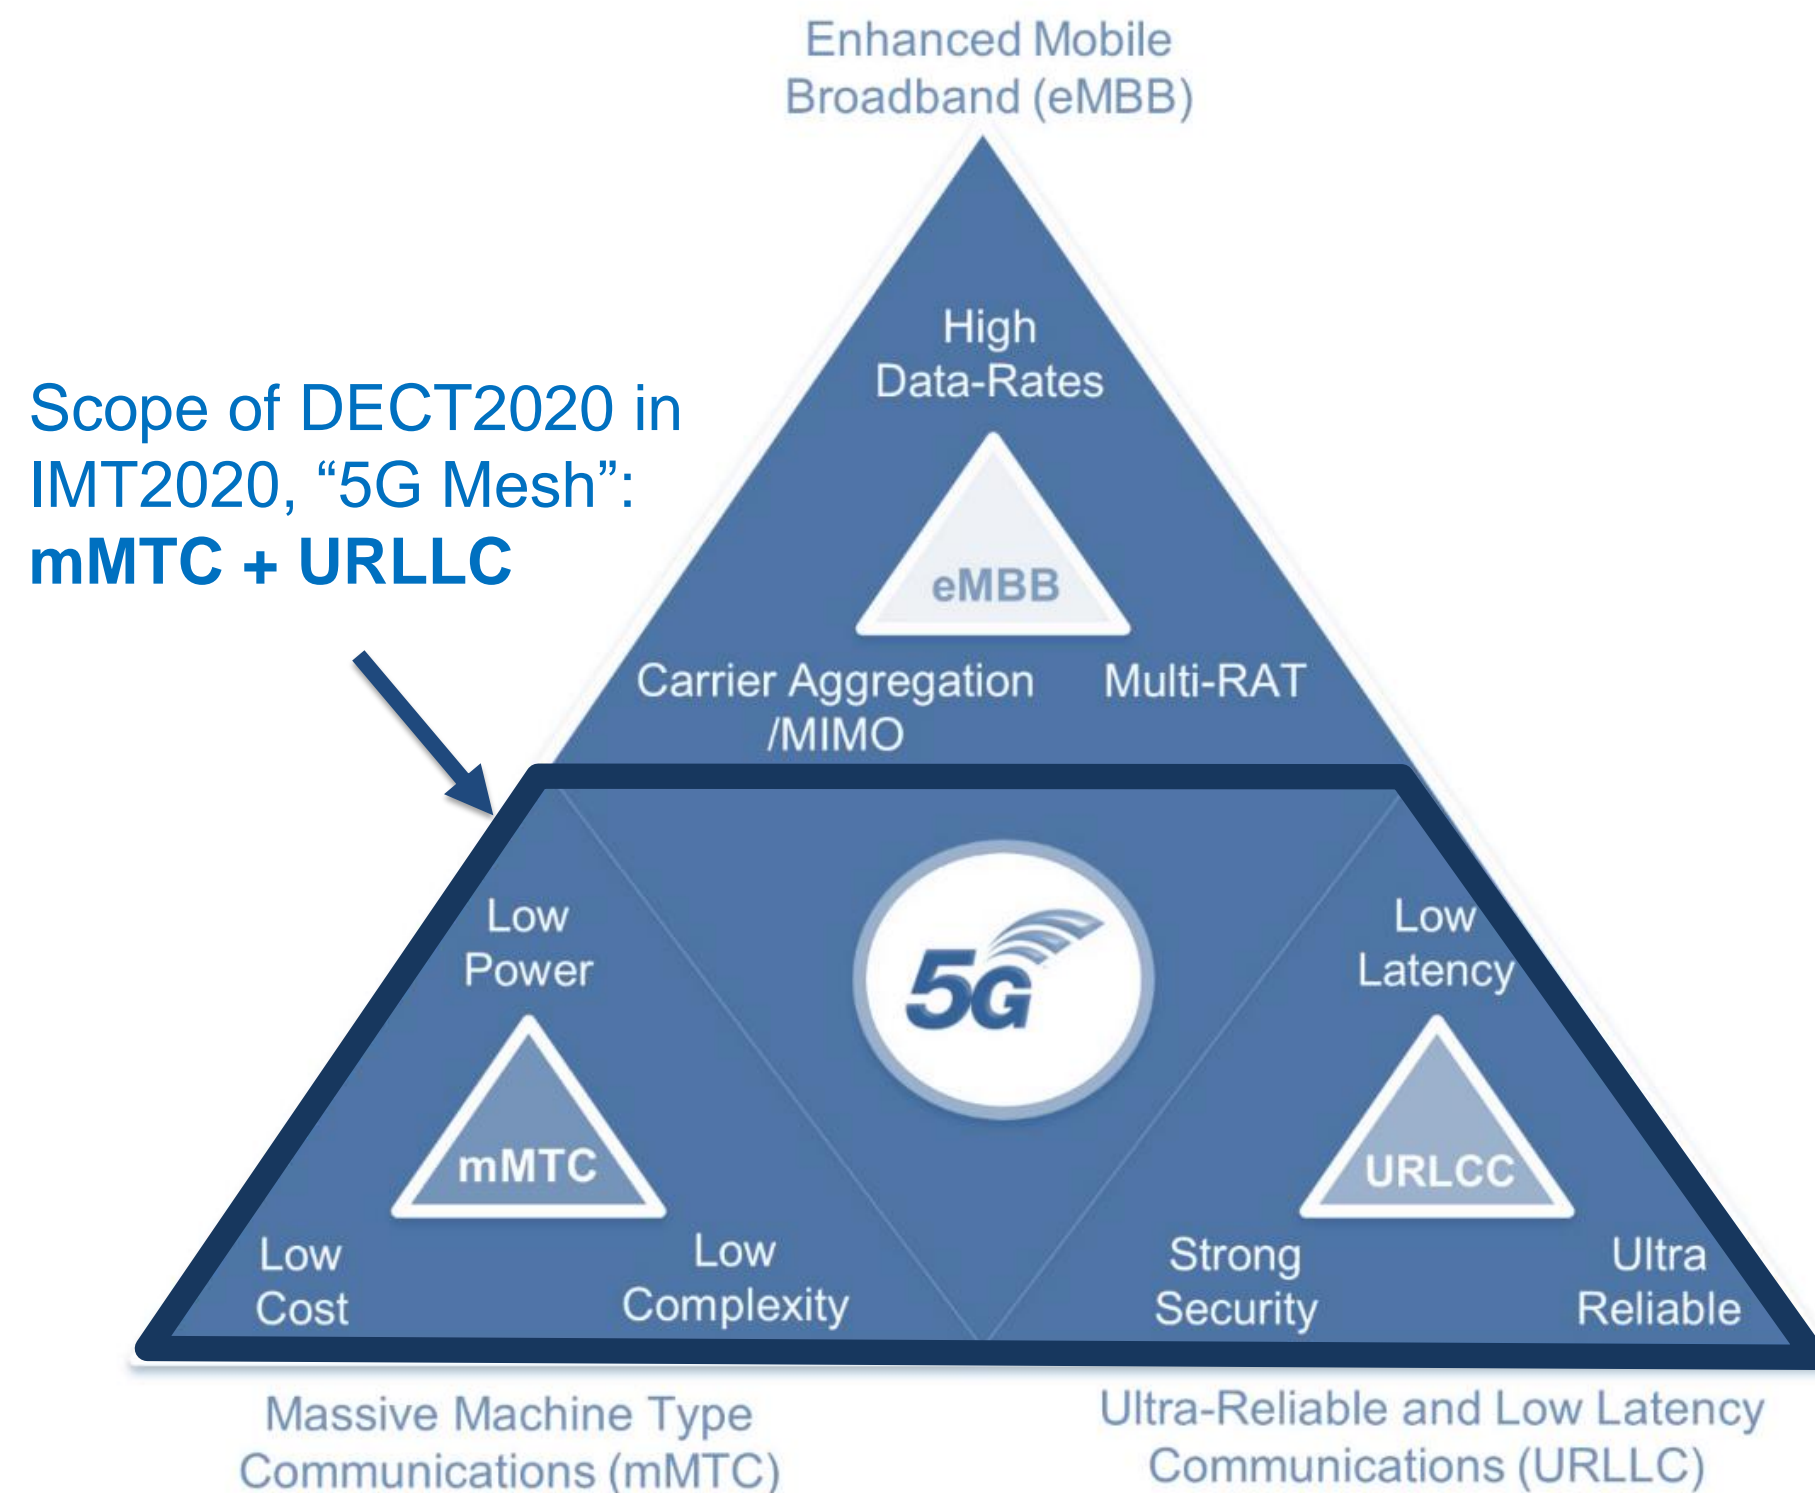 Enhanced Mobile
Broadband (eMBB)
High
Data-Rates
Scope of DECT2020 in
IMT2020, “5G Mesh”:
mMTC + URLLC
eMBB
Carrier Aggregation
/MIMO
Multi-RAT
Low
Power
5G
Low
Latency
mMTC
URLCC
Low
Cost
Low
Complexity
Strong
Security
Ultra
Reliable
Massive Machine Type
Communications (mMTC)
Ultra-Reliable and Low Latency
Communications (URLLC)